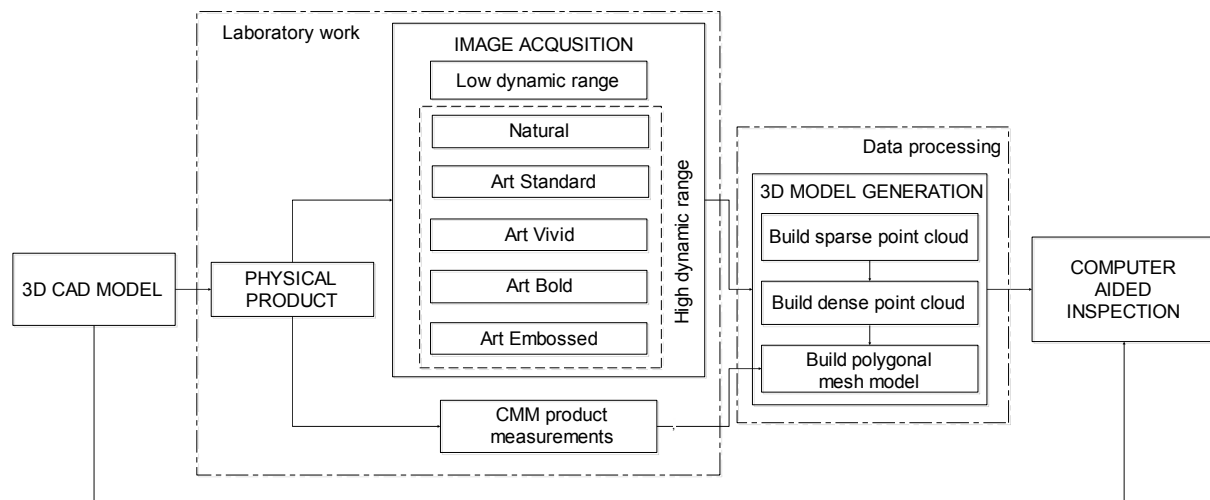 Laboratory work
IMAGE ACQUSITION
Low dynamic range
Natural
Art Standard
Art Vivid
Art Bold
Art Embossed
High dynamic range
3D CAD MODEL
PHYSICAL
PRODUCT
CMM product
measurements
Data processing
3D MODEL GENERATION
Build sparse point cloud
Build dense point cloud
Build polygonal
mesh model
COMPUTER
AIDED
INSPECTION